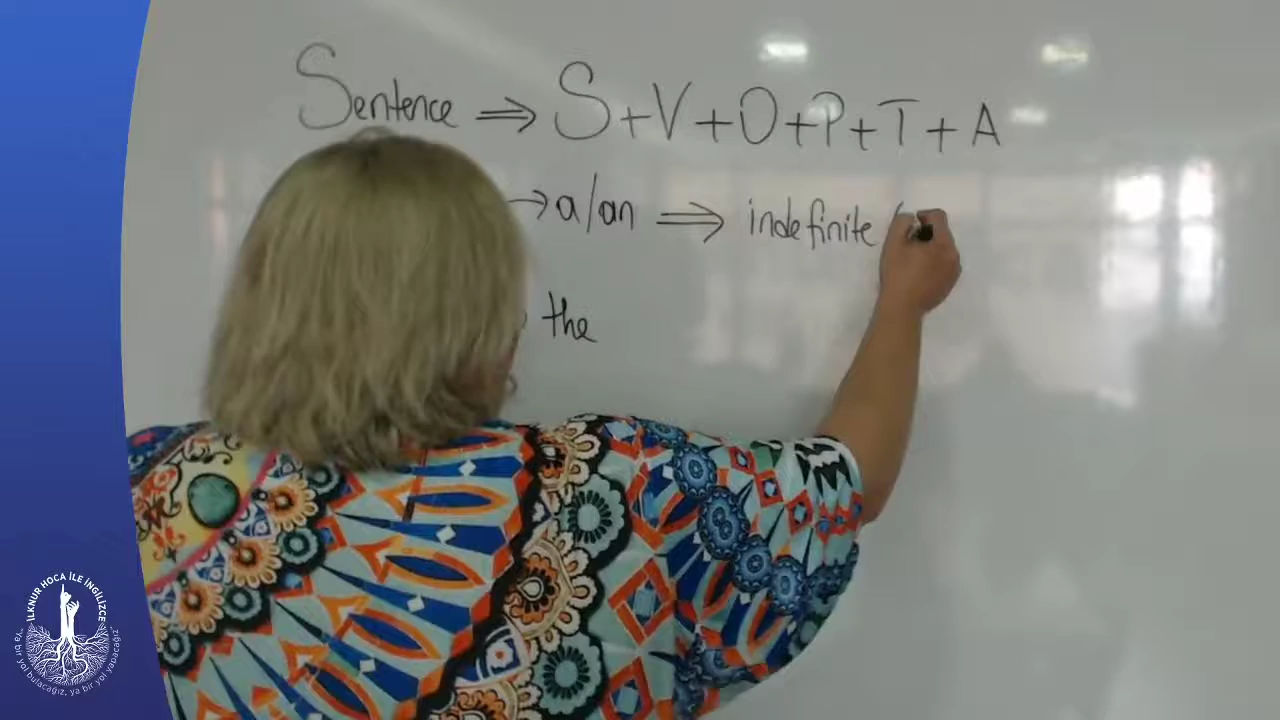 Sentence ⇒ S+V+O+P+T+A
→ a/an ⇒ indefinite (
the
İLKNUR HOCA İLE İNGİLİZCE
"Ya bir yol bulacağız, ya bir yol yapacağız"